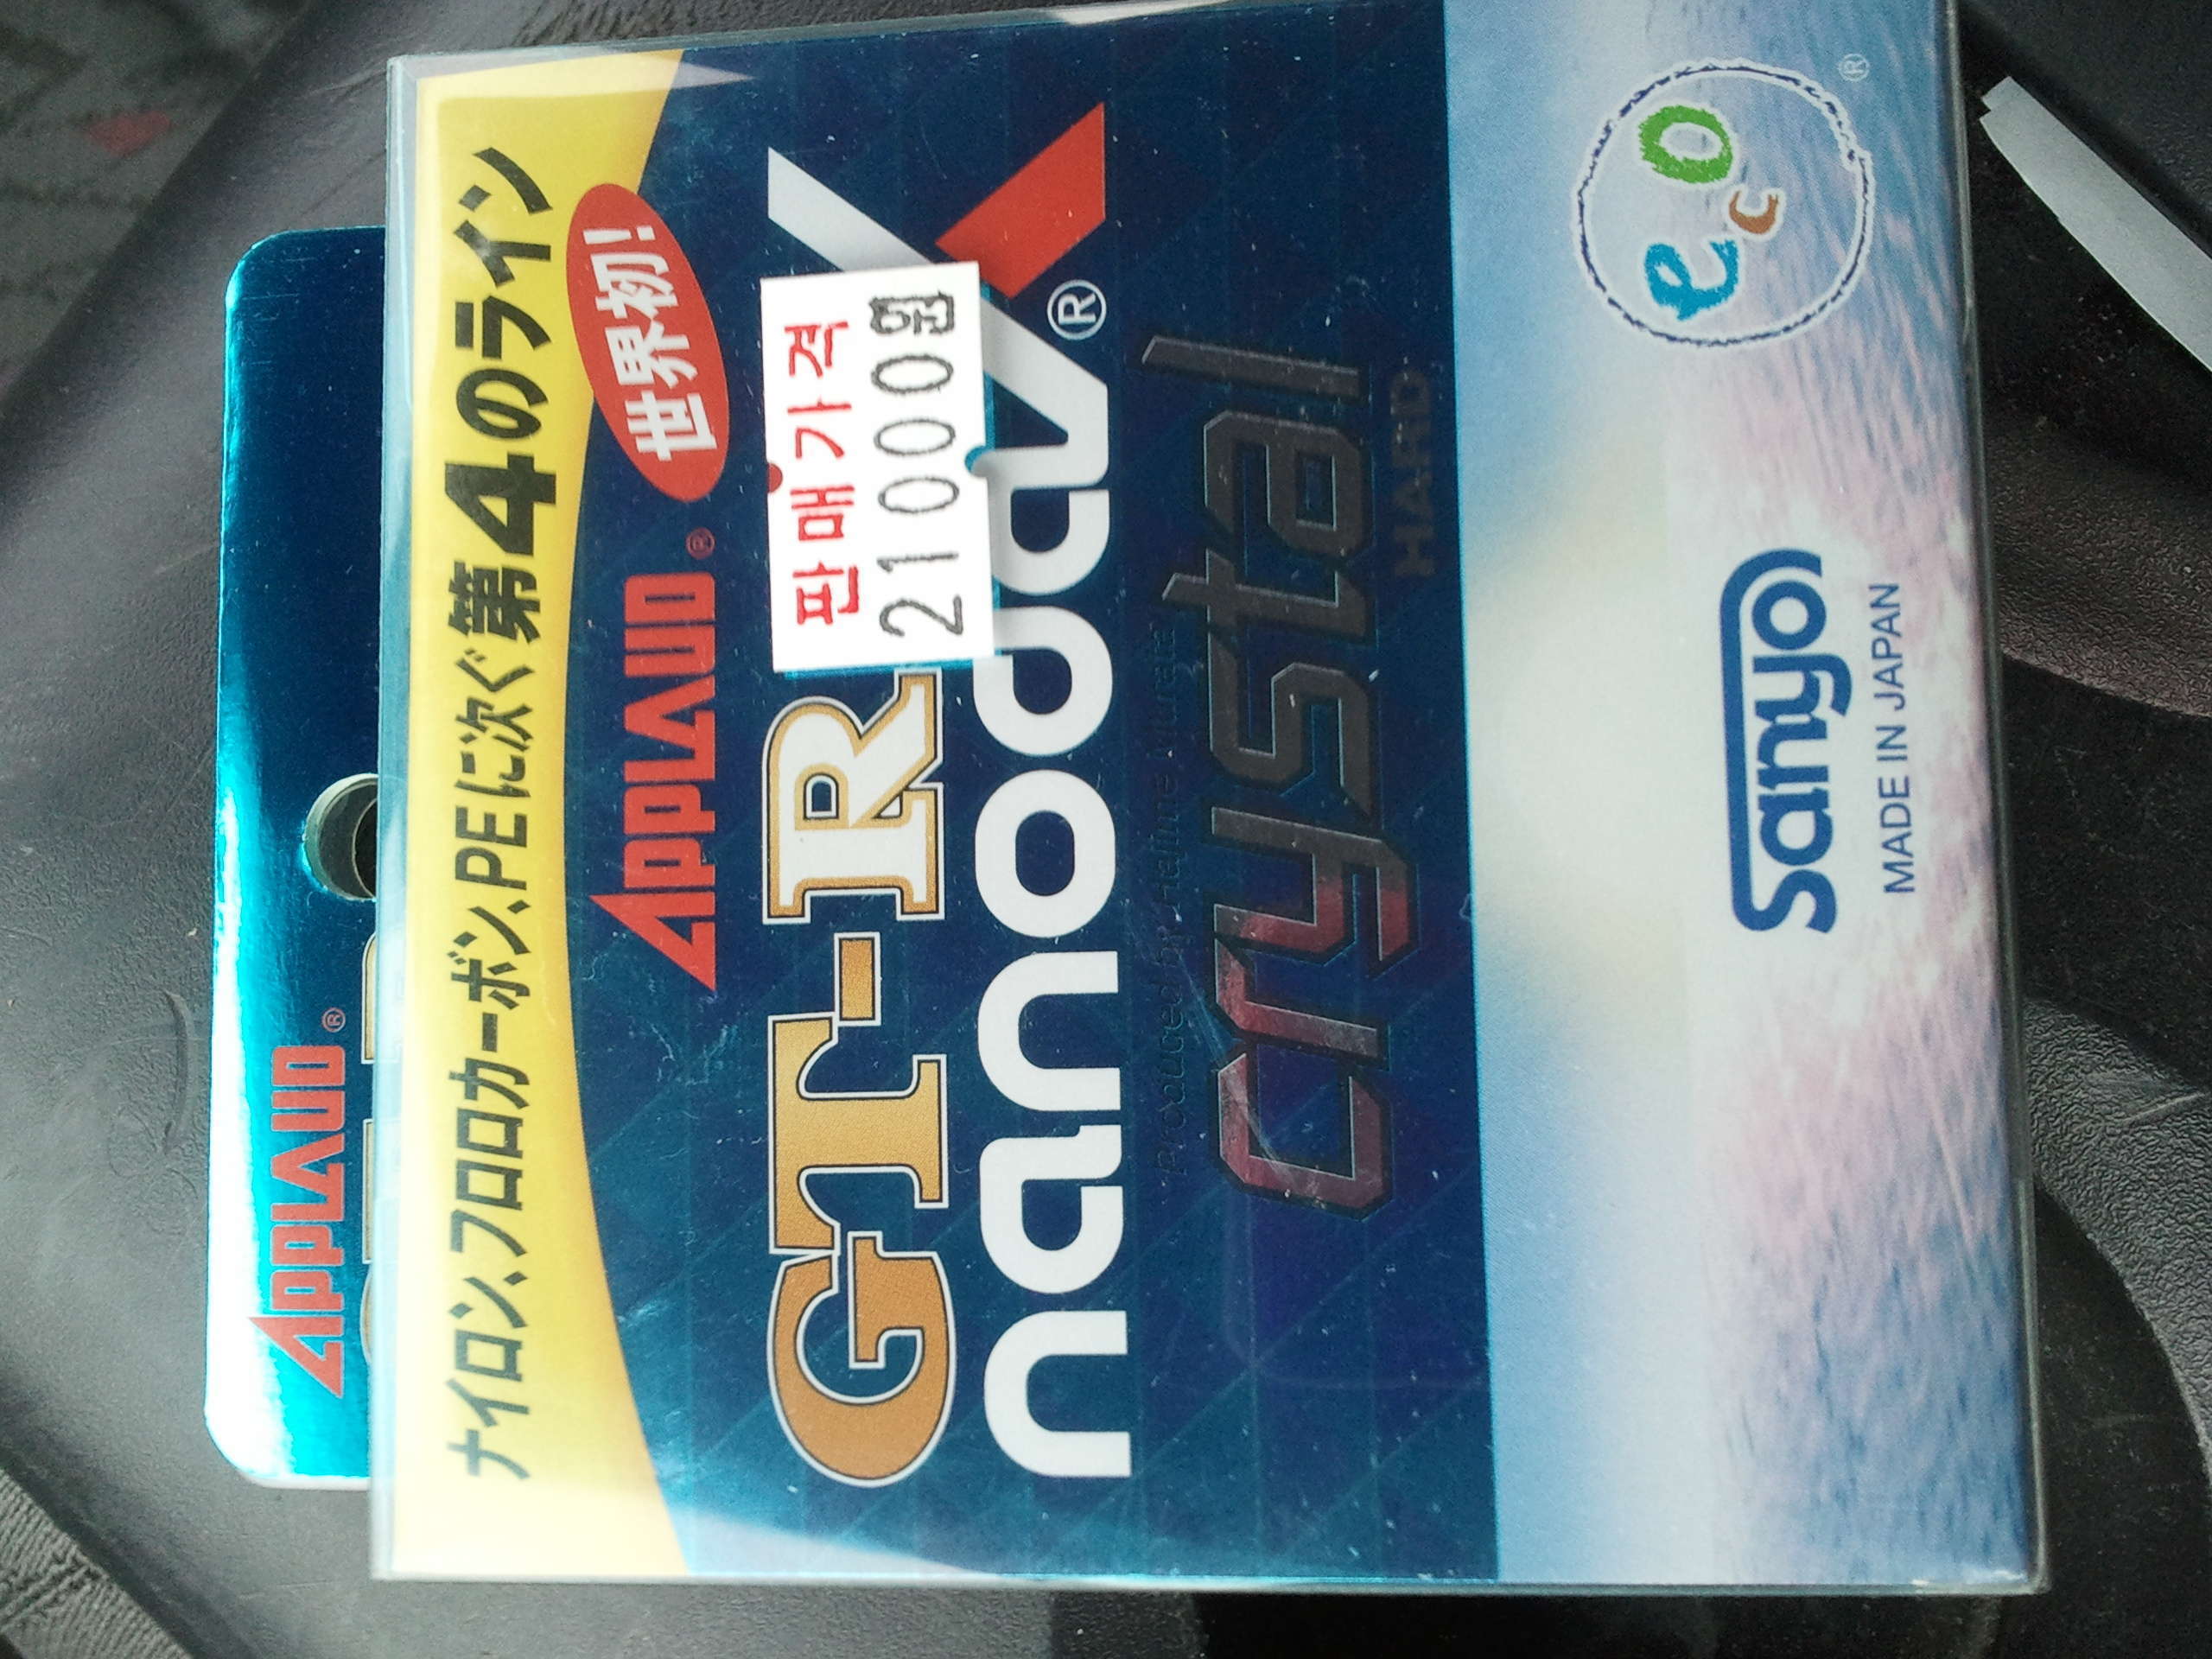 APPLAUD®
ナイロン、フロロカーボン、PEに次ぐ第4のライン
世界初!
APPLAUD®
판매가격
21000원
GT-R
nanodaX®
Produced by
crystal
HARD
eco®
Sanyo
MADE IN JAPAN